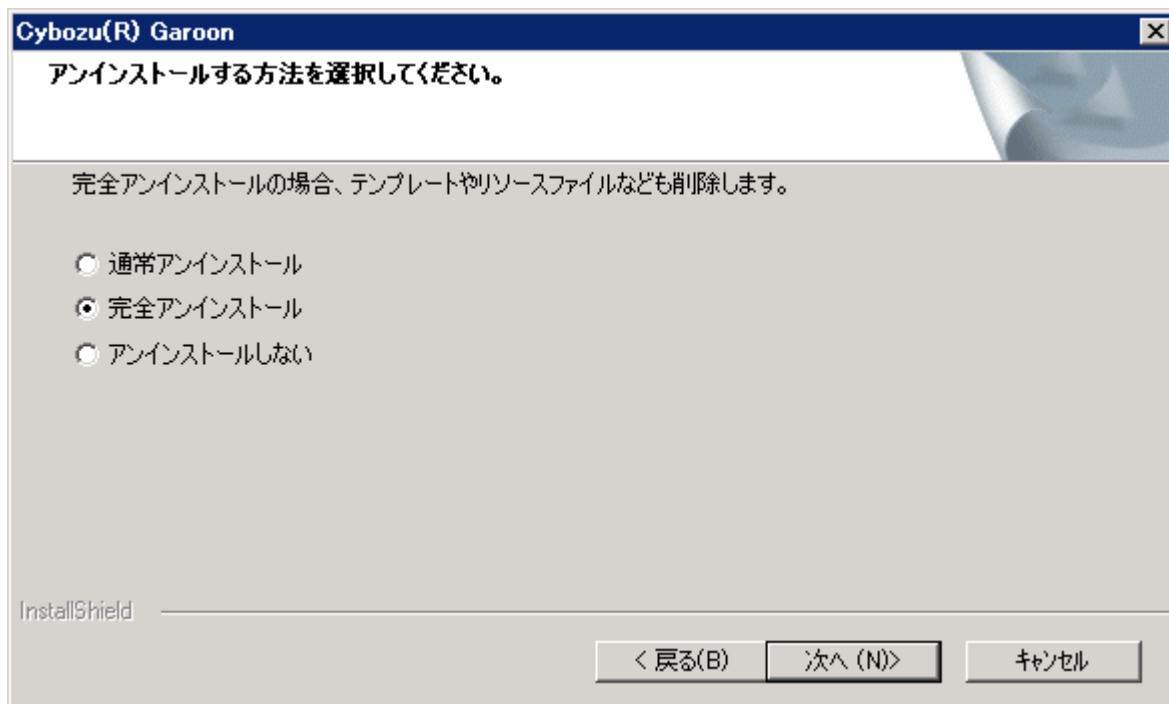 Cybozu(R) Garoon
アンインストールする方法を選択してください。
完全アンインストールの場合、テンプレートやリソースファイルなども削除します。
通常アンインストール
完全アンインストール
アンインストールしない
InstallShield
< 戻る(B)
次へ (N)>
キャンセル